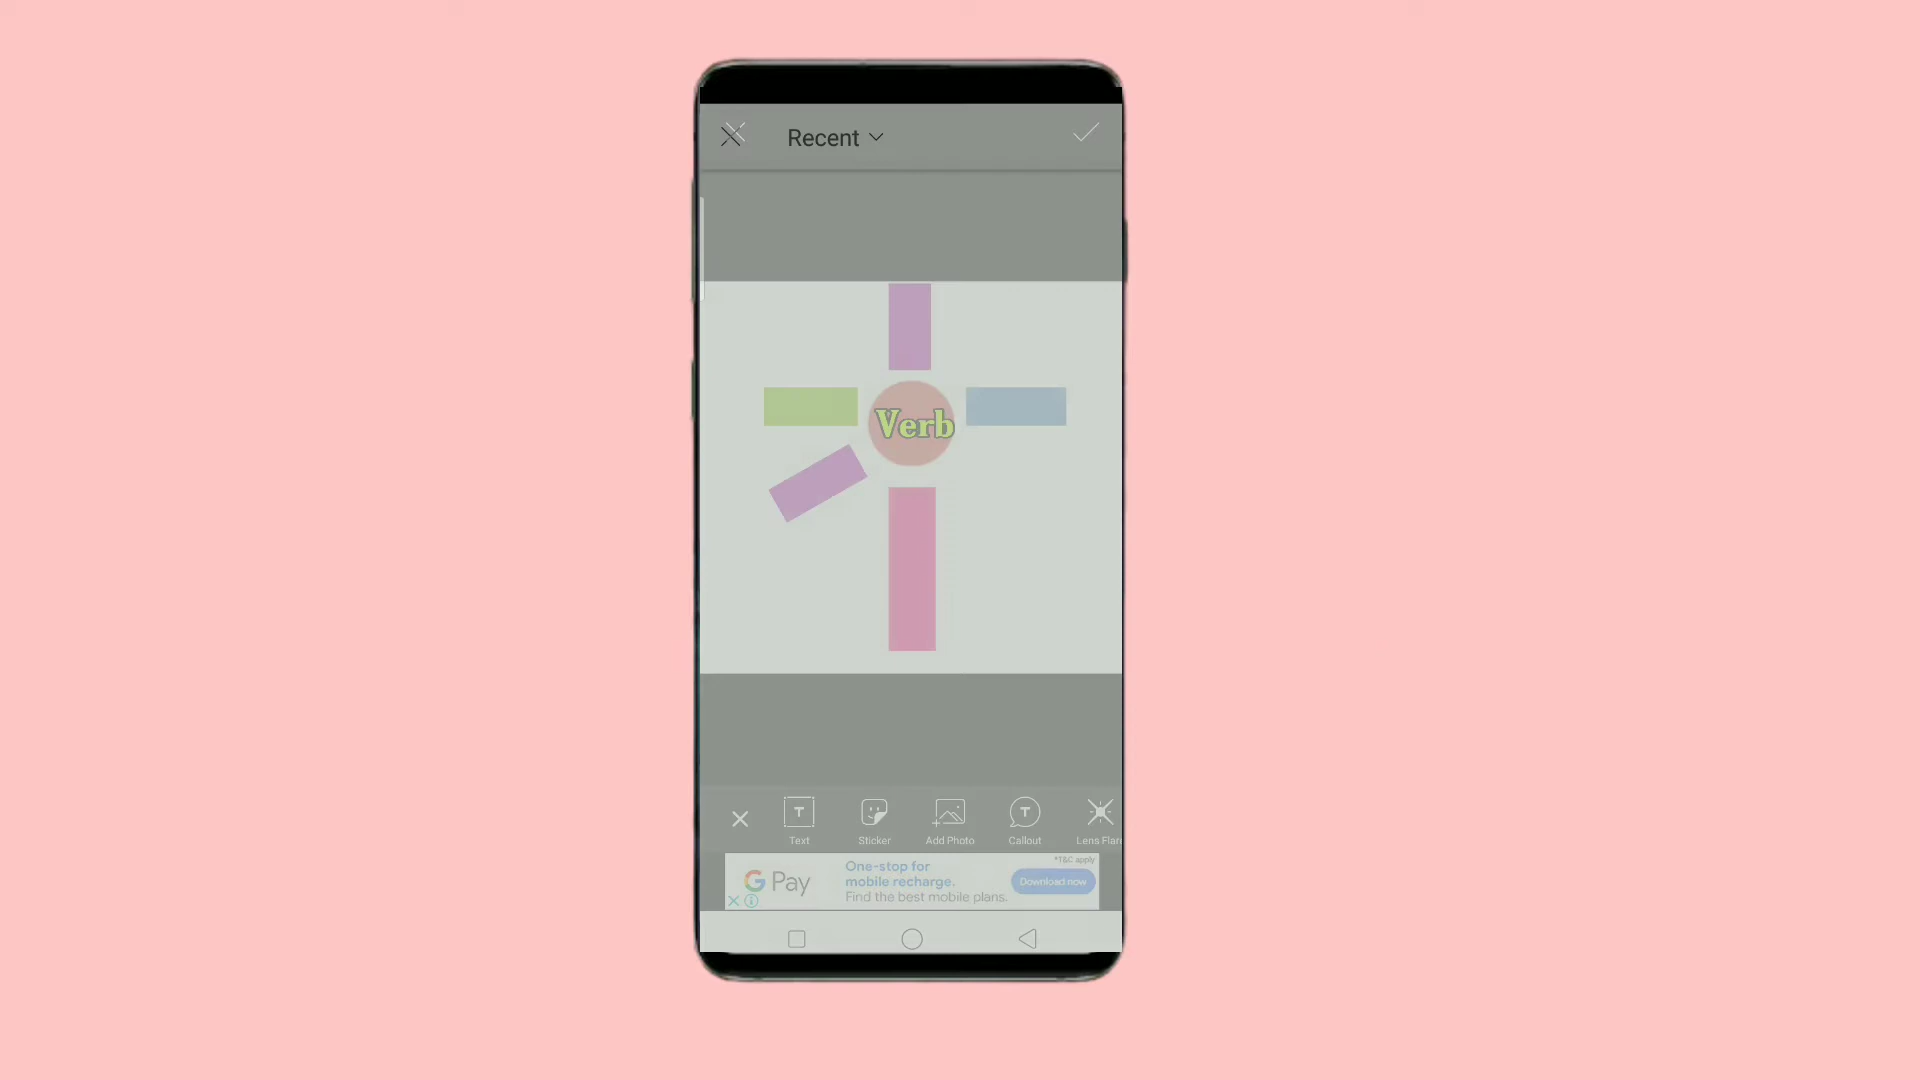 Recent
Verb
Text
Sticker
Add Photo
Callout
Lens Flar
*T&C apply
G Pay
One-stop for
mobile recharge.
Find the best mobile plans.
Download now